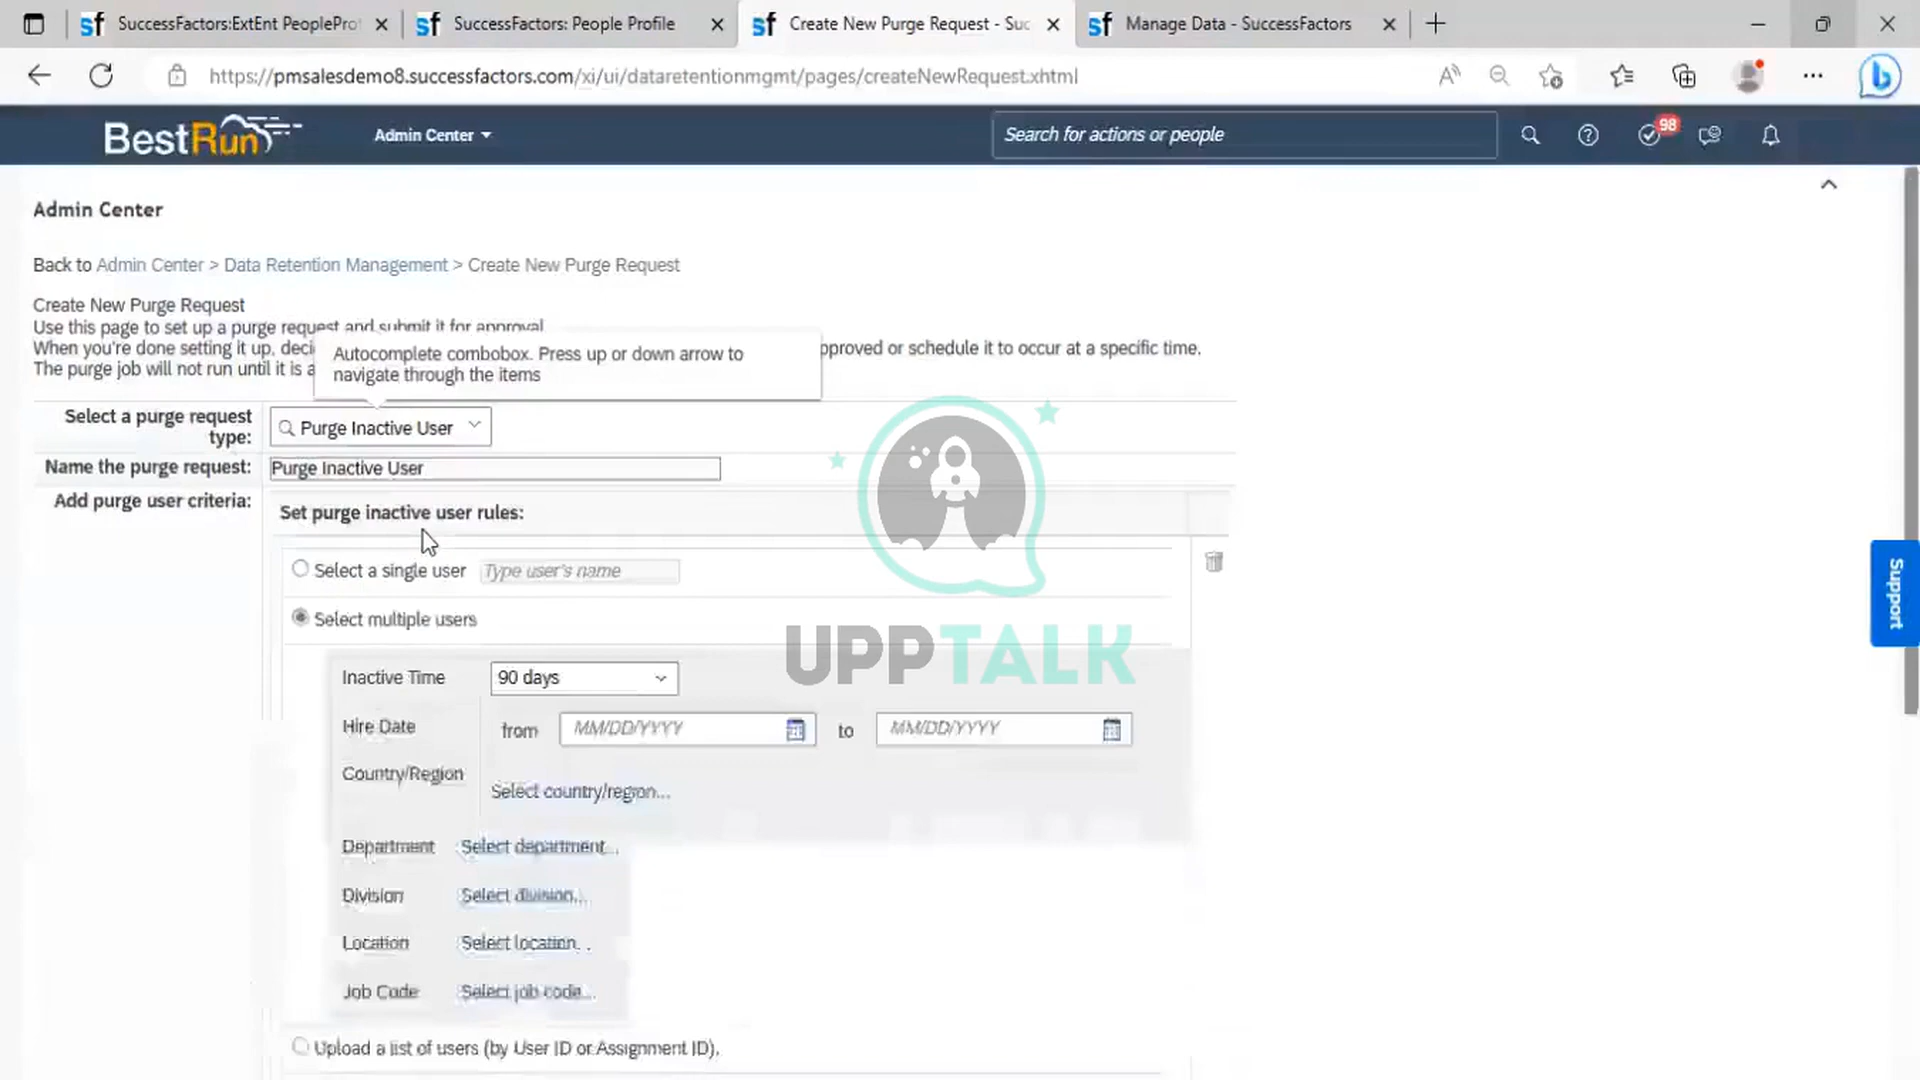 SuccessFactors:ExtEnt PeopleProf
SuccessFactors: People Profile
Create New Purge Request - Suc
Manage Data - SuccessFactors
https://pmsalesdemo8.successfactors.com/xi/ui/dataretentionmgmt/pages/createNewRequest.xhtml
BestRun
Admin Center
Search for actions or people
98
Admin Center
Back to Admin Center > Data Retention Management > Create New Purge Request
Create New Purge Request
Use this page to set up a purge request and submit it for approval
When you're done setting it up, deci
pproved or schedule it to occur at a specific time.
The purge job will not run until it is a
Autocomplete combobox. Press up or down arrow to
navigate through the items
Select a purge request
type:
Purge Inactive User
Name the purge request:
Purge Inactive User
Add purge user criteria:
Set purge inactive user rules:
Select a single user
Type user's name
Select multiple users
UPPTALK
Inactive Time
90 days
Hire Date
from
MM/DD/YYYY
to
MM/DD/YYYY
Country/Region
Select country/region...
Department
Select department...
Division
Select division...
Location
Select location. .
Job Code
Select job code...
Upload a list of users (by User ID or Assignment ID),
Support